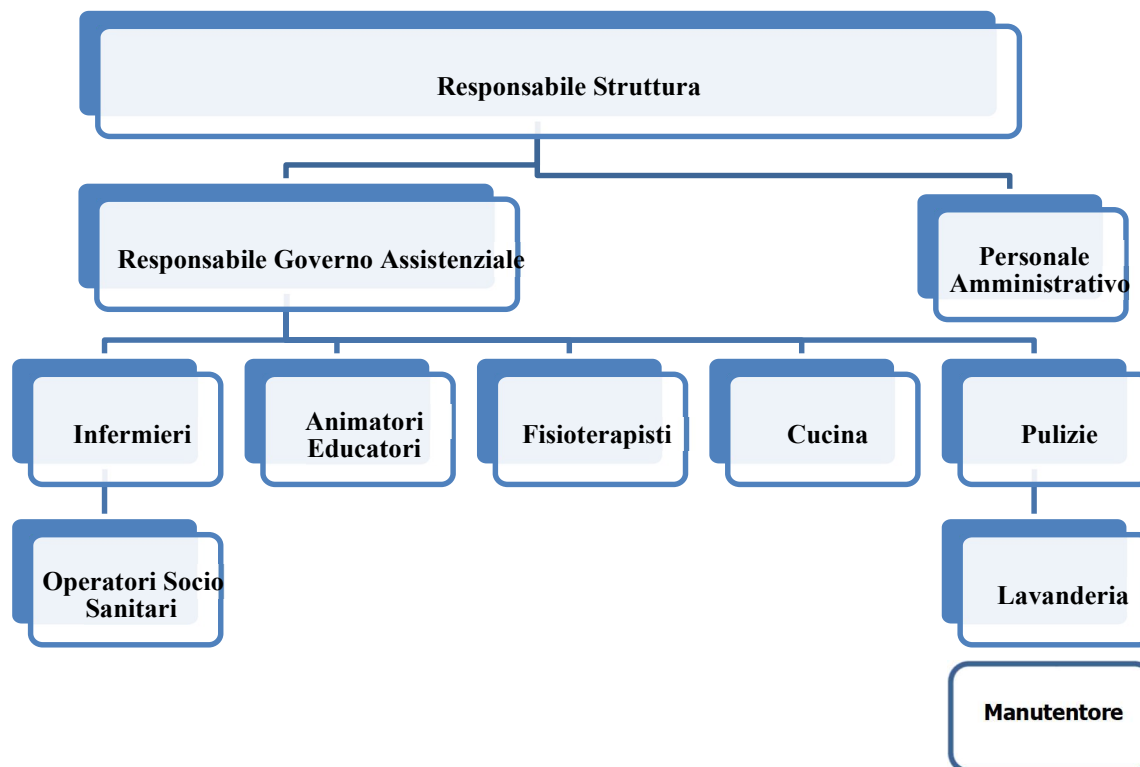 Responsabile Struttura
Responsabile Governo Assistenziale
Personale
Amministrativo
Infermieri
Animatori
Educatori
Fisioterapisti
Cucina
Pulizie
Operatori Socio
Sanitari
Lavanderia
Manutentore